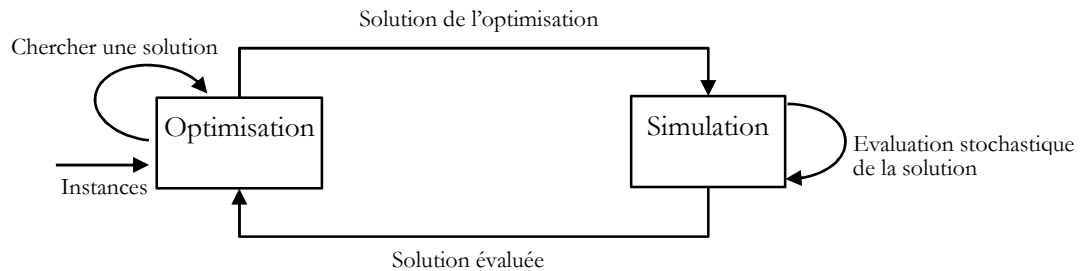 Solution de l’optimisation
Chercher une solution
Optimisation
Simulation
Evaluation stochastique
de la solution
Instances
Solution évaluée